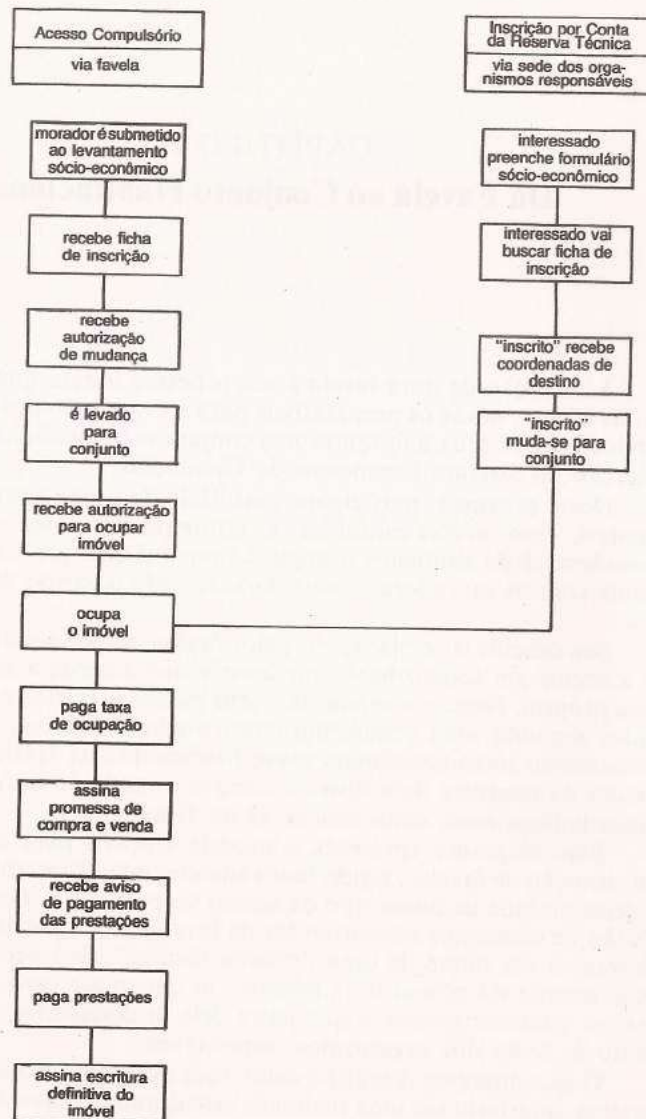 Acesso Compulsório
via favela
morador é submetido
ao levantamento
sócio-econômico
recebe ficha
de inscrição
recebe
autorização
de mudança
é levado
para
conjunto
recebe autorização
para ocupar
imóvel
ocupa
o imóvel
paga taxa
de ocupação
assina
promessa de
compra e venda
recebe aviso
de pagamento
das prestações
paga prestações
assina escritura
definitiva do
imóvel
Inscrição por Conta
da Reserva Técnica
via sede dos orga-
nismos responsáveis
interessado
preenche formulário
sócio-econômico
interessado vai
buscar ficha de
inscrição
"inscrito" recebe
coordenadas de
destino
"inscrito"
muda-se para
conjunto